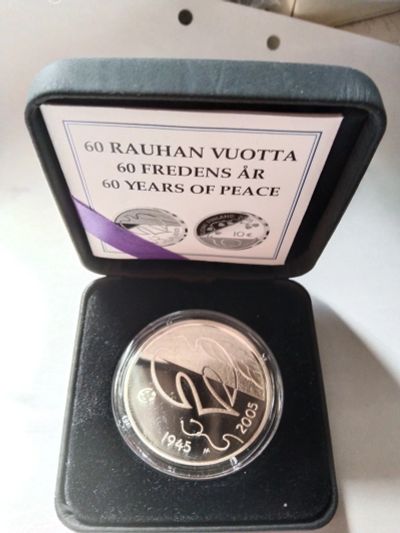 60 RAUHAN VUOTTA
60 FREDENS ÅR
60 YEARS OF PEACE
10 €
1945
2005